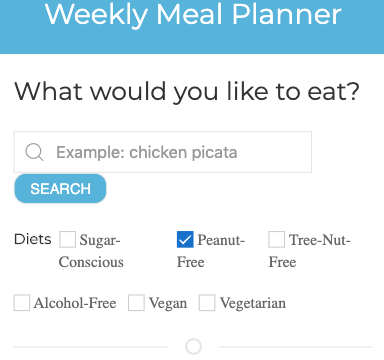 Weekly Meal Planner
What would you like to eat?
Example: chicken picata
SEARCH
Diets Sugar- Peanut- Tree-Nut-
Conscious Free Free
Alcohol-Free Vegan Vegetarian